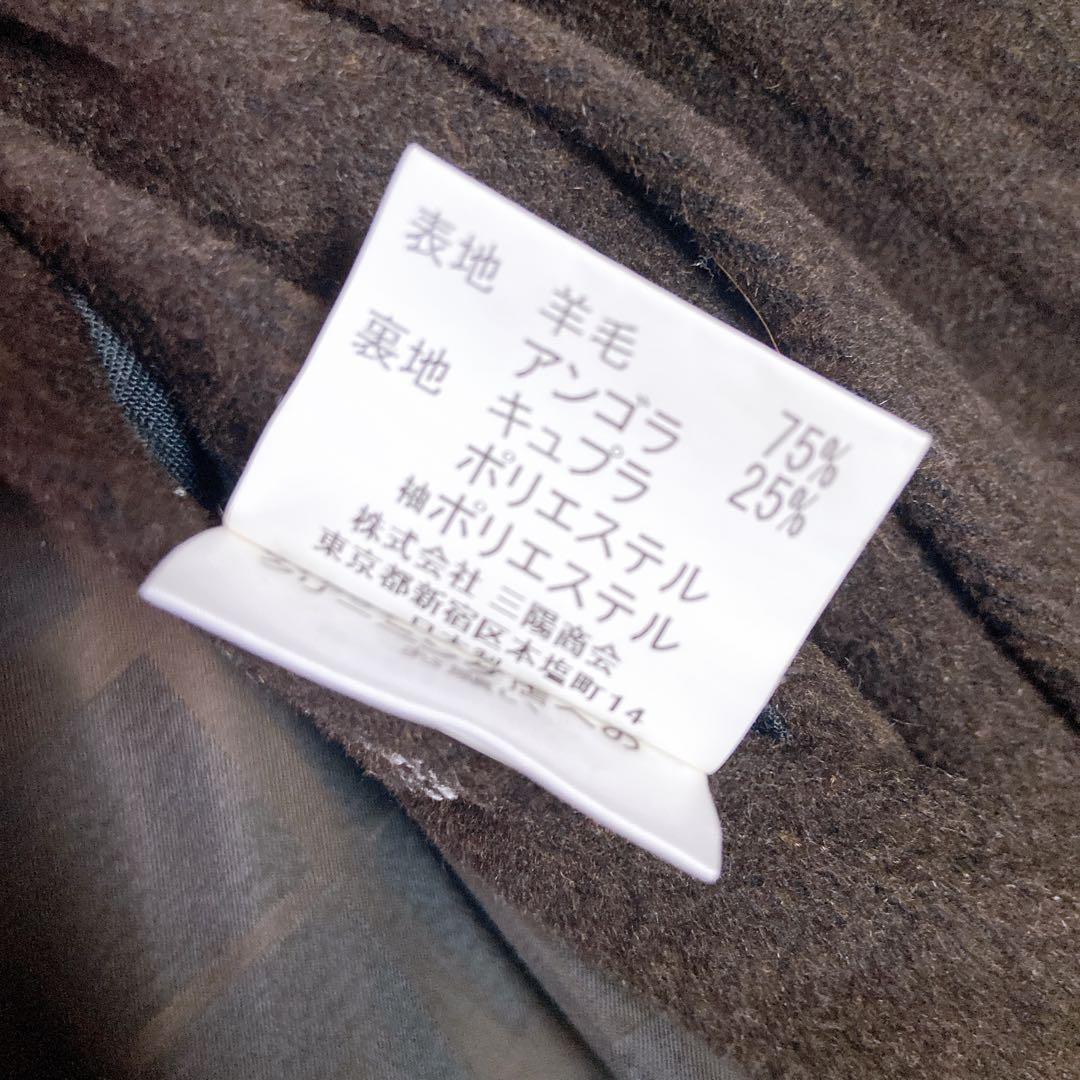 表地 羊毛 75%
アンゴラ 25%
裏地 キュプラ
ポリエステル
袖ポリエステル
株式会社 三陽商会
東京都新宿区本塩町14